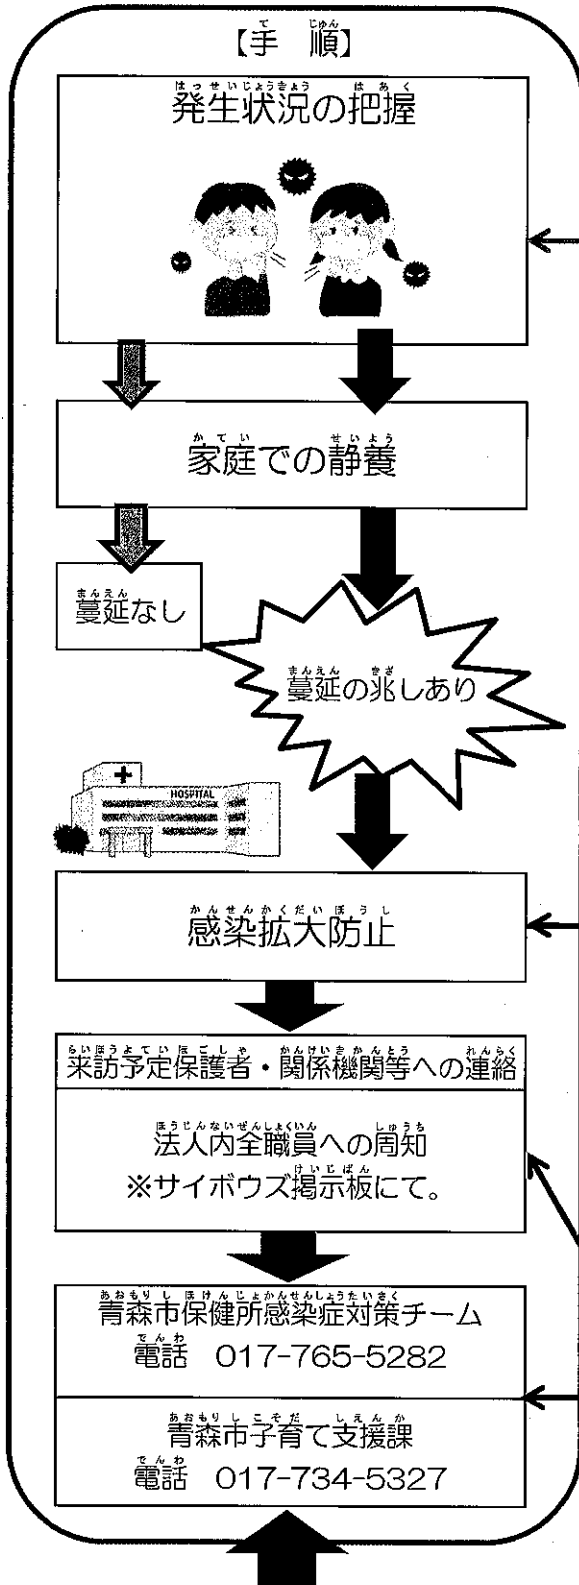 【手順】
発生状況の把握
家庭での静養
蔓延なし
蔓延の兆しあり
HOSPITAL
感染拡大防止
来訪予定保護者・関係機関等への連絡
法人内全職員への周知
※サイボウズ掲示板にて。
青森市保健所感染症対策チーム
電話 017-765-5282
青森市子育て支援課
電話 017-734-5327